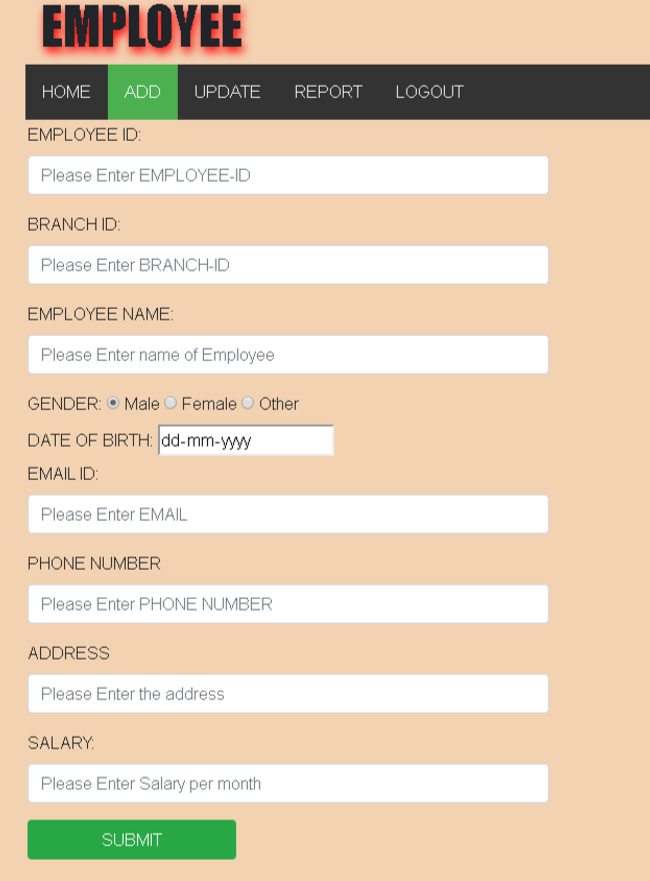 EMPLOYEE
HOME ADD UPDATE REPORT LOGOUT
EMPLOYEE ID:
Please Enter EMPLOYEE-ID
BRANCH ID:
Please Enter BRANCH-ID
EMPLOYEE NAME:
Please Enter name of Employee
GENDER: Male Female Other
DATE OF BIRTH: dd-mm-yyyy
EMAIL ID:
Please Enter EMAIL
PHONE NUMBER
Please Enter PHONE NUMBER
ADDRESS
Please Enter the address
SALARY:
Please Enter Salary per month
SUBMIT